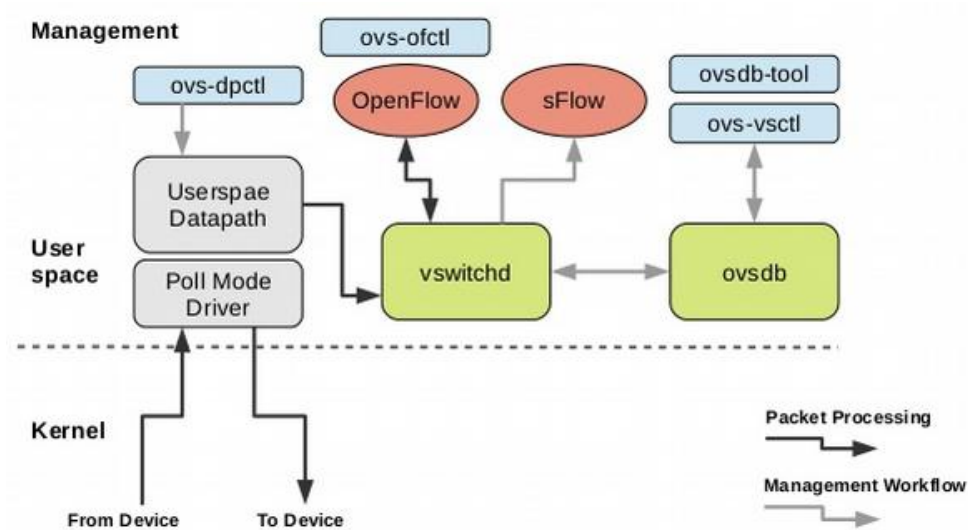 Management
ovs-ofctl
ovs-dpctl
OpenFlow
sFlow
ovsdb-tool
ovs-vsctl
Userspae
Datapath
User
space
Poll Mode
Driver
vswitchd
ovsdb
Kernel
Packet Processing
Management Workflow
From Device
To Device